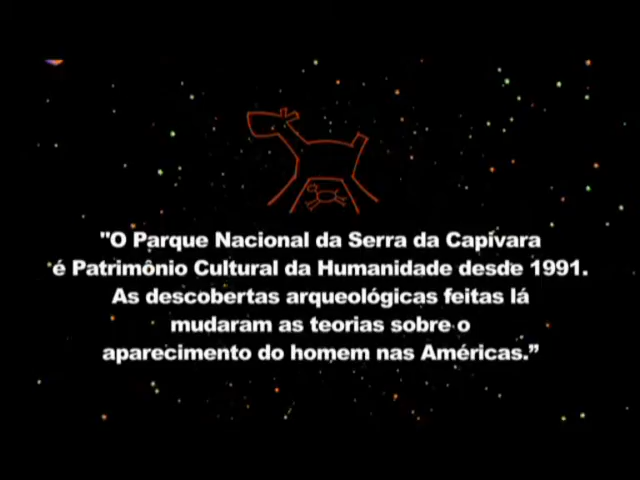 "O Parque Nacional da Serra da Capivara
é Patrimônio Cultural da Humanidade desde 1991.
As descobertas arqueológicas feitas lá
mudaram as teorias sobre o
aparecimento do homem nas Américas.”